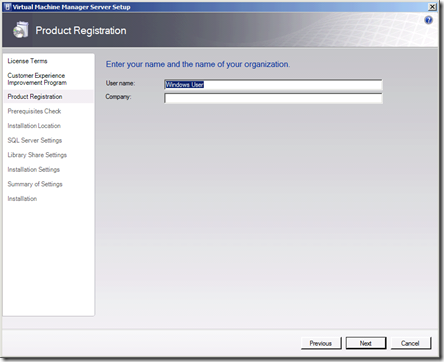 Virtual Machine Manager Server Setup
Product Registration
License Terms
Customer Experience
Improvement Program
Product Registration
Prerequisites Check
Installation Location
SQL Server Settings
Library Share Settings
Installation Settings
Summary of Settings
Installation
Enter your name and the name of your organization.
User name:
Windows User
Company:
Previous
Next
Cancel